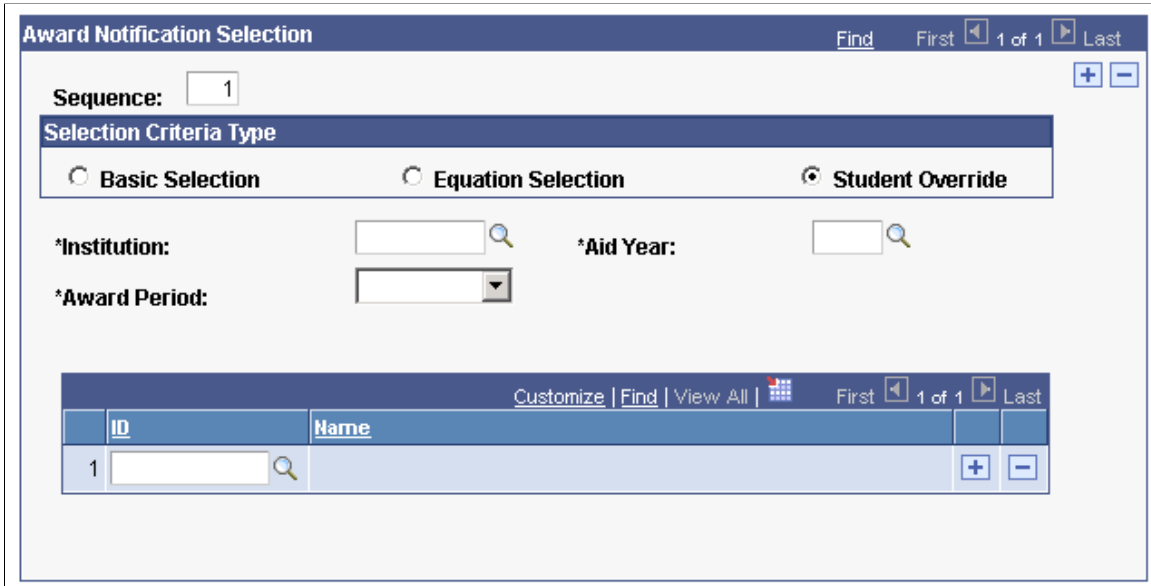 Award Notification Selection Find First 1 of 1 Last
Sequence: 1
Selection Criteria Type
Basic Selection Equation Selection Student Override
*Institution: *Aid Year:
*Award Period:
Customize | Find | View All | First 1 of 1 Last
ID Name
1